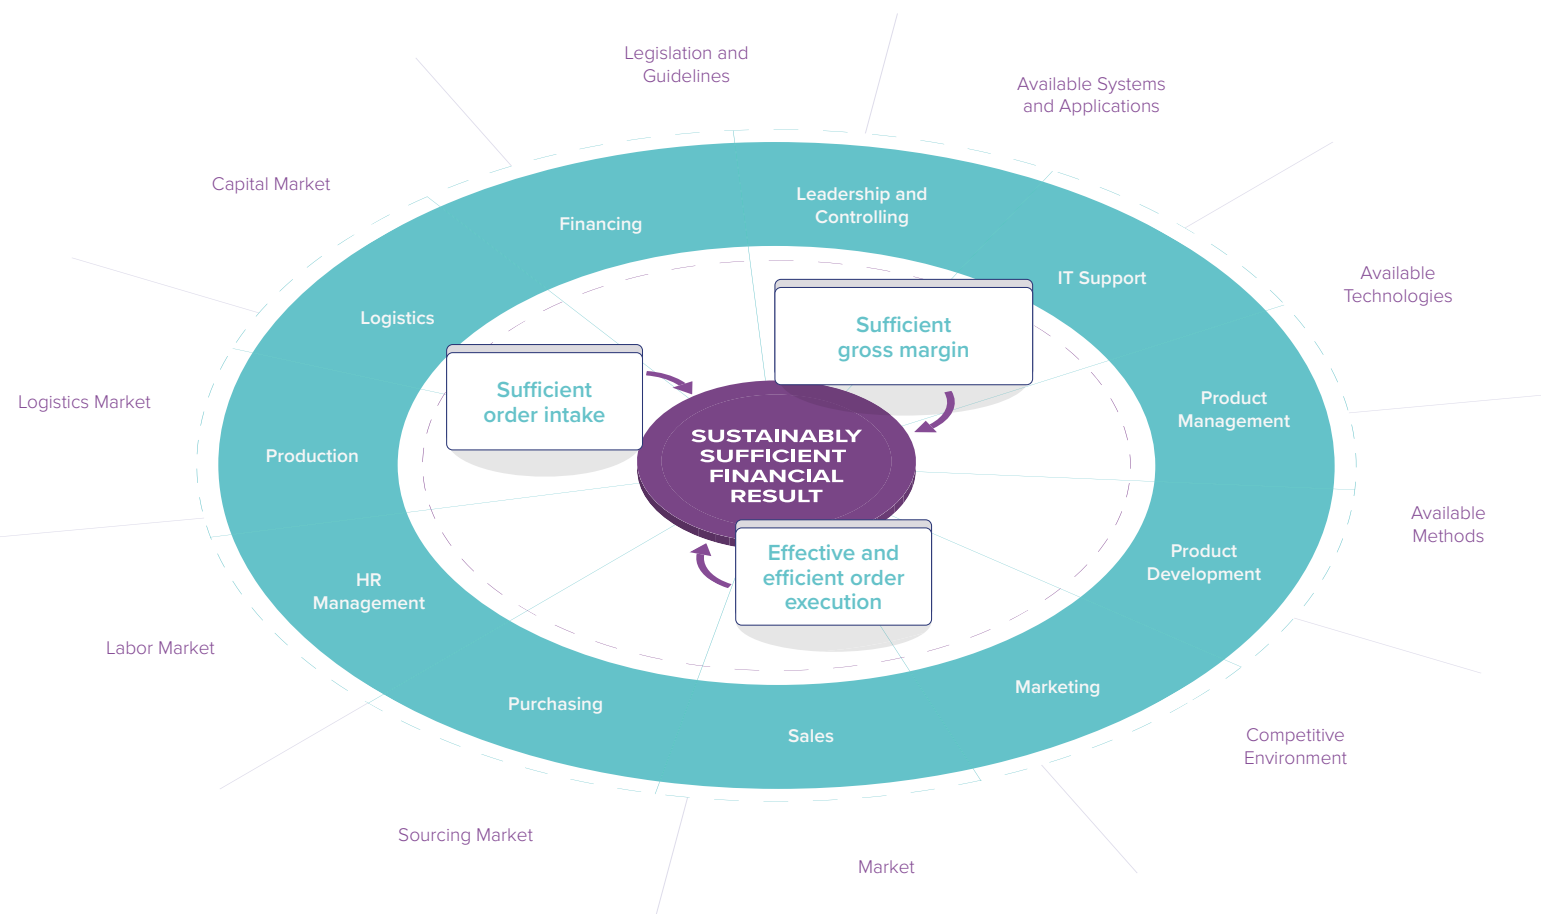 Legislation and
Guidelines
Available Systems
and Applications
Capital Market
Leadership and
Controlling
Financing
IT Support
Available
Technologies
Logistics
Sufficient
gross margin
Sufficient
order intake
Logistics Market
Product
Management
Production
SUSTAINABLY
SUFFICIENT
FINANCIAL
RESULT
Available
Methods
Effective and
efficient order
execution
Product
Development
HR
Management
Labor Market
Marketing
Purchasing
Sales
Competitive
Environment
Sourcing Market
Market